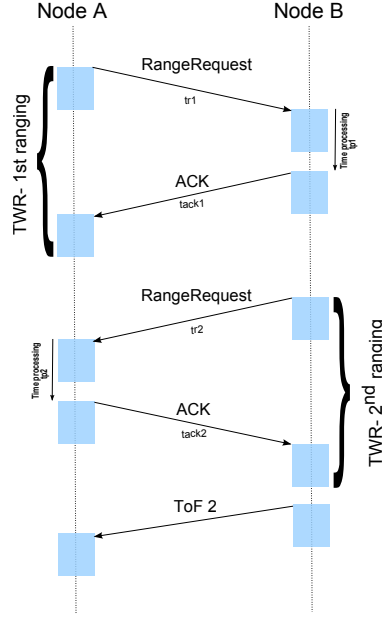 Node A
Node B
RangeRequest
tr1
Time processing
tp1
TWR- 1st ranging
ACK
tack1
RangeRequest
tr2
Time processing
tp2
TWR- 2nd ranging
ACK
tack2
ToF 2